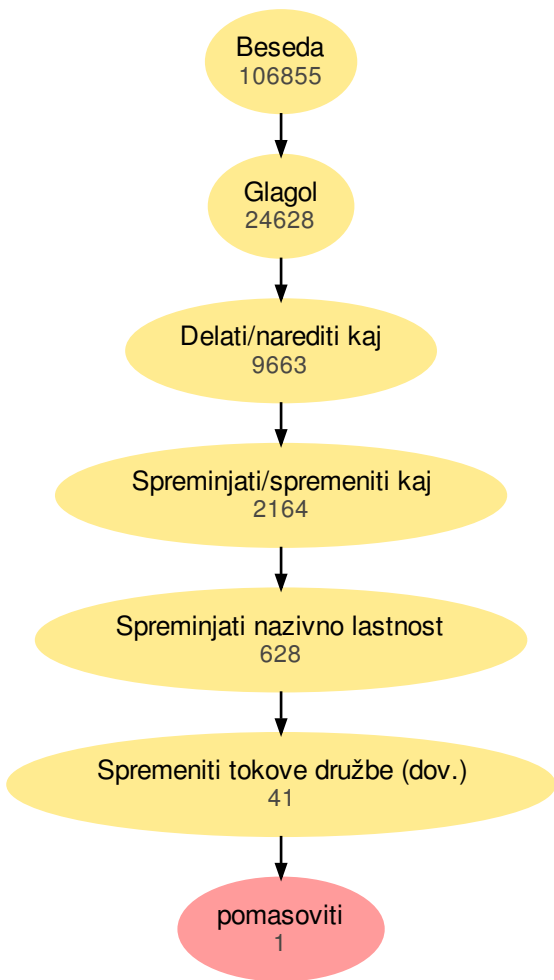 Beseda
106855
Glagol
24628
Delati/narediti kaj
9663
Spreminjati/spremeniti kaj
2164
Spreminjati nazivno lastnost
628
Spremeniti tokove družbe (dov.)
41
pomasoviti
1